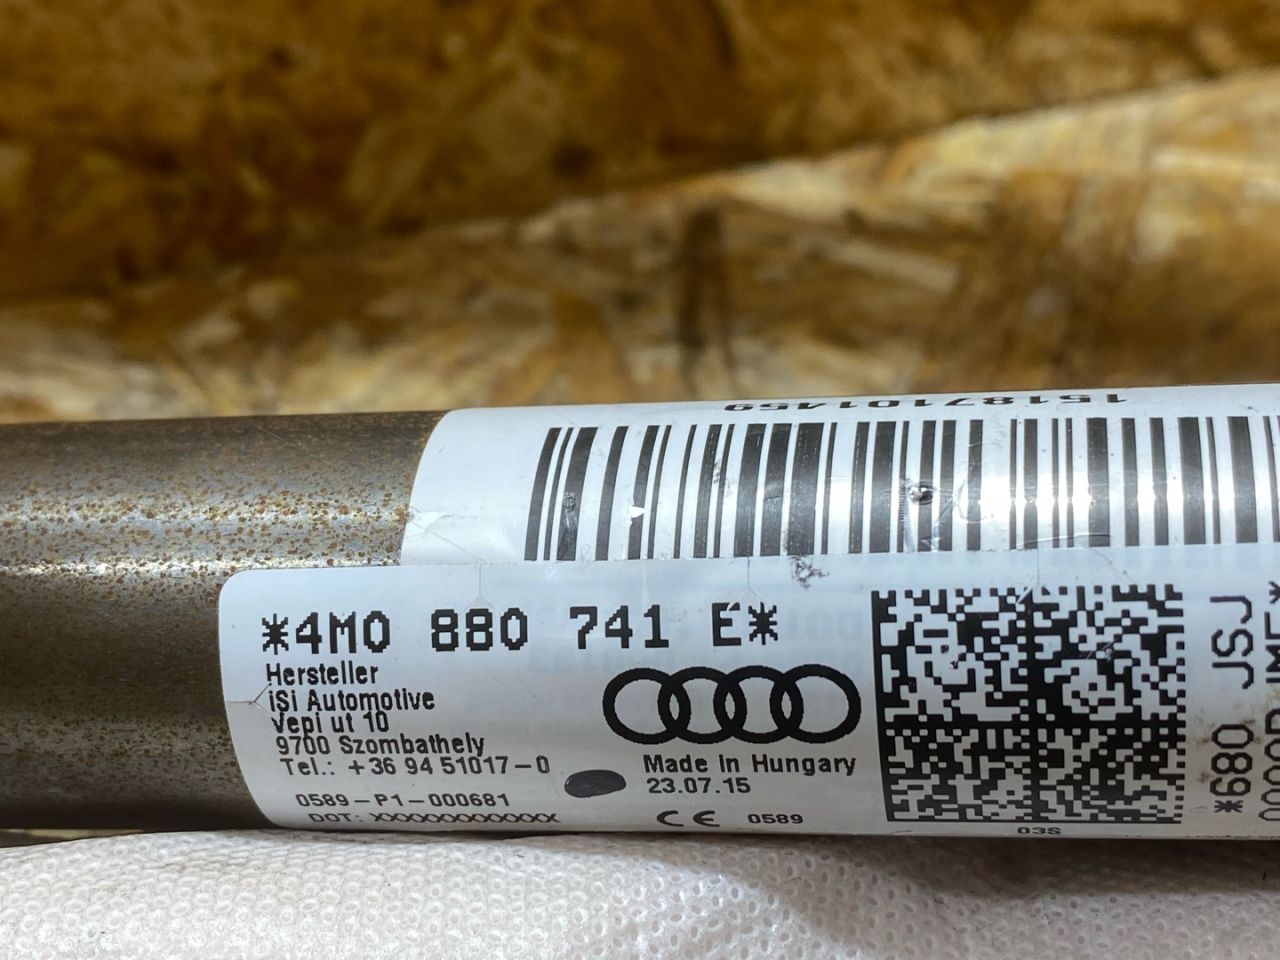 15187101459
*4M0 880 741 E*
Hersteller
iSi Automotive
Vepi ut 10
9700 Szombathely
Tel.: +36 94 51017-0
0589-P1-000681
DOT: XXXXXXXXXXXX
Made in Hungary
23.07.15
CE 0589
03S
*680 JSJ